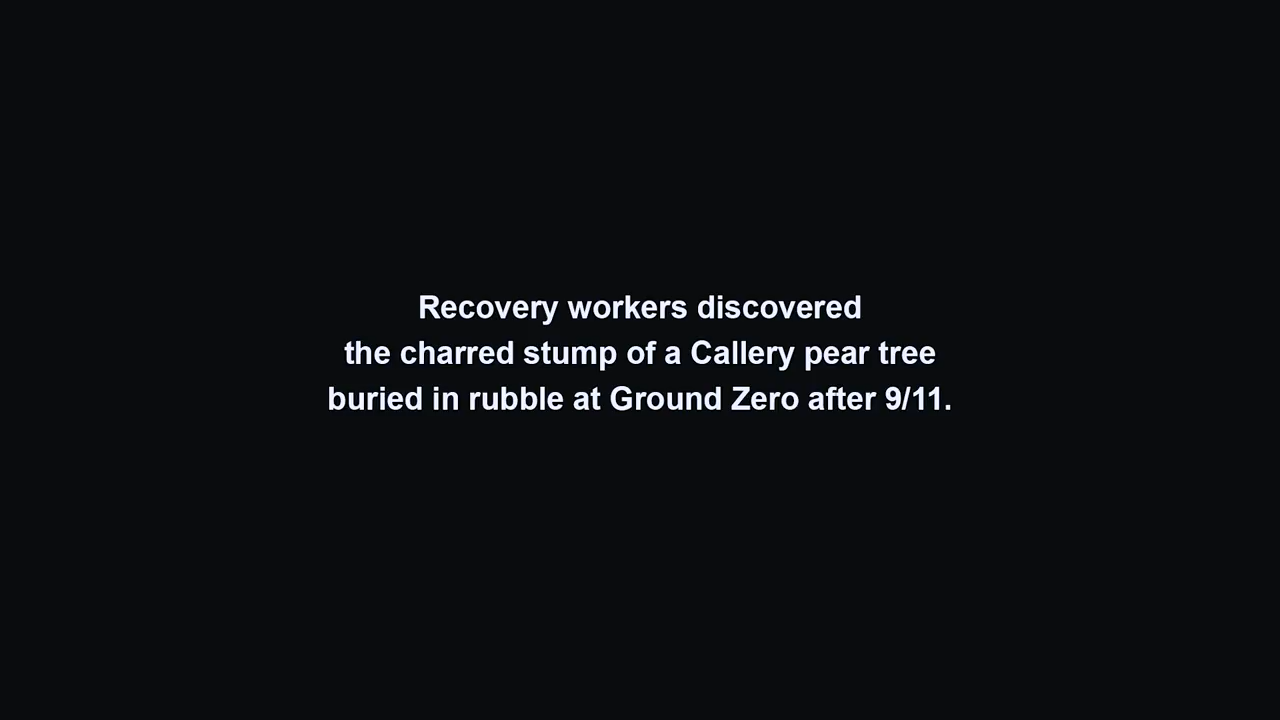 Recovery workers discovered
the charred stump of a Callery pear tree
buried in rubble at Ground Zero after 9/11.